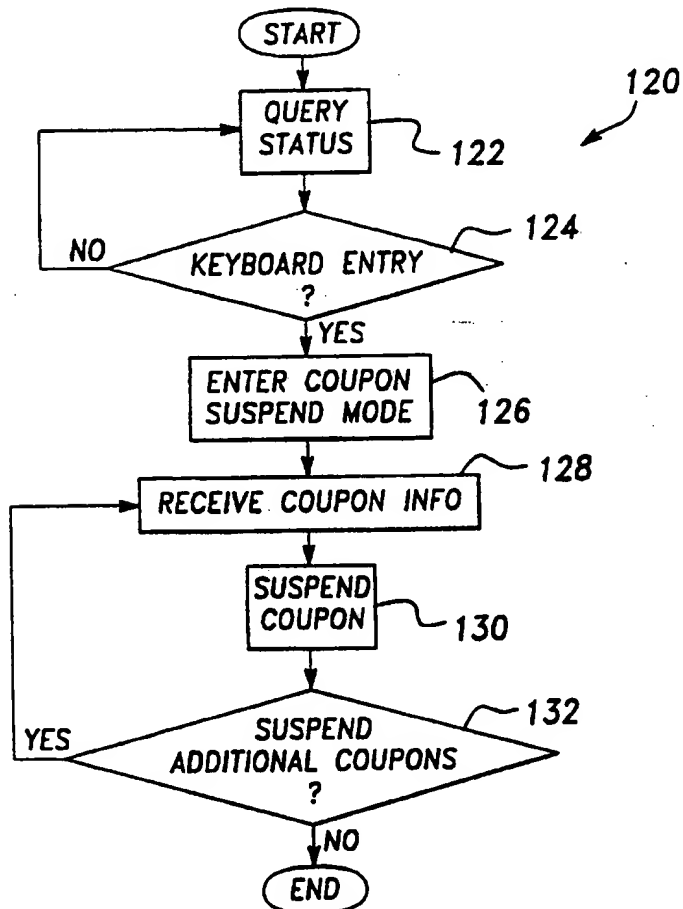 START
120
QUERY
STATUS
122
124
NO
KEYBOARD ENTRY
?
YES
ENTER COUPON
SUSPEND MODE
126
128
RECEIVE COUPON INFO
SUSPEND
COUPON
130
132
YES
SUSPEND
ADDITIONAL COUPONS
?
NO
END